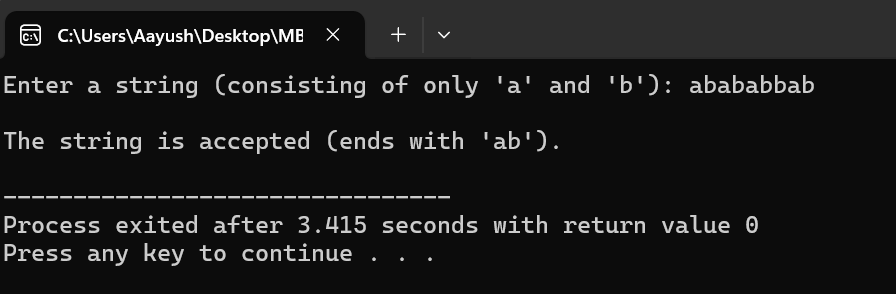 C:\Users\Aayush\Desktop\ME
Enter a string (consisting of only 'a' and 'b'): abababbab
The string is accepted (ends with 'ab').
--------------------------------
Process exited after 3.415 seconds with return value 0
Press any key to continue . . .